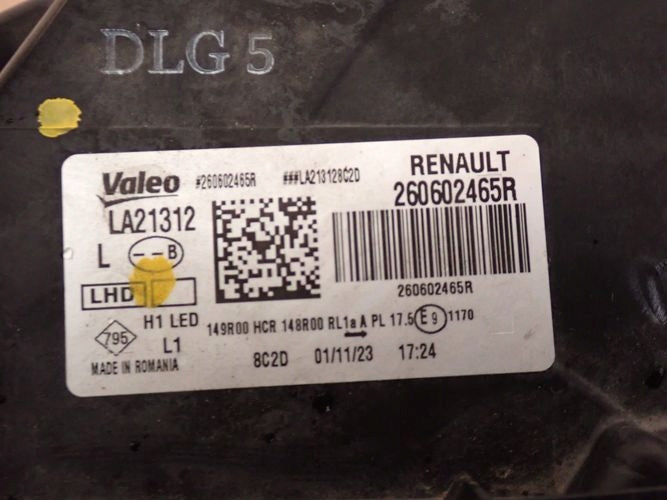 DLG 5
Valeo #260602465R ###LA213128C2D RENAULT
LA21312 260602465R
L --B
LHD
260602465R
H1 LED 149R00 HCR 148R00 RL1a A PL 17.5 E9 1170
795 L1
MADE IN ROMANIA 8C2D 01/11/23 17:24